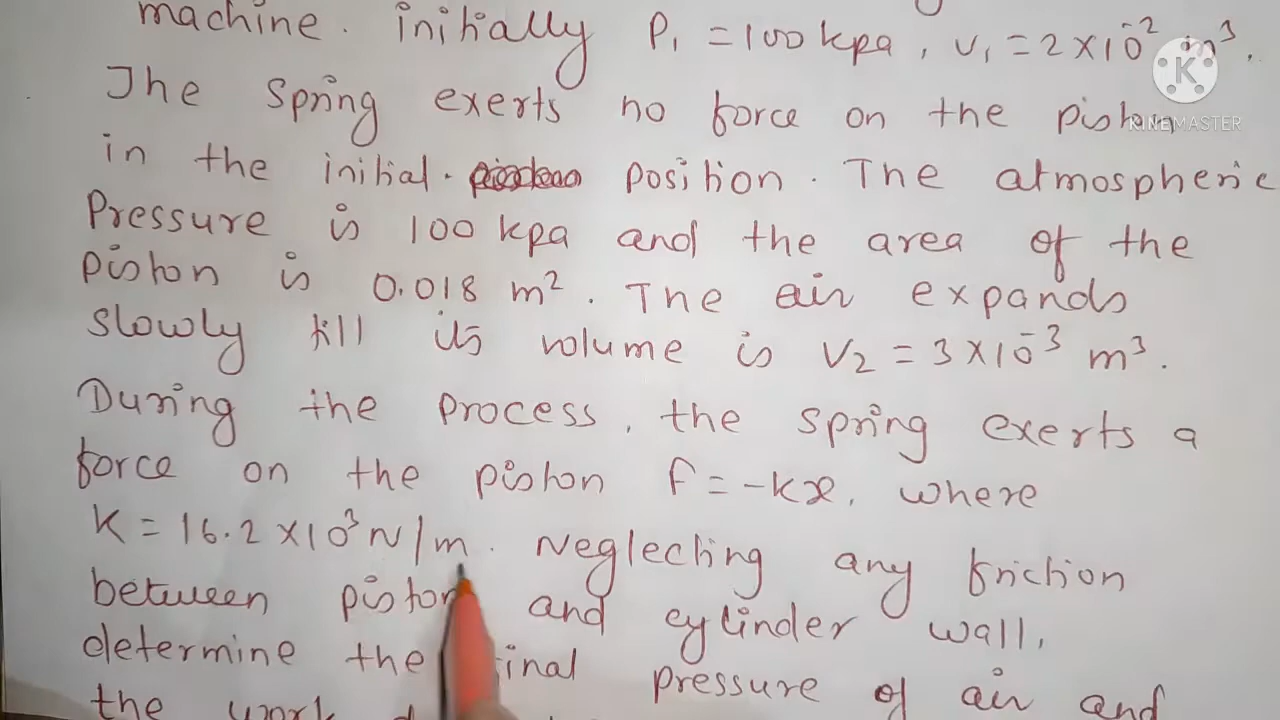 machine. initially P₁ = 100 kpa, v₁ = 2×10⁻² m³.
The spring exerts no force on the piston
KINEMASTER
in the initial. position. The atmospheric
Pressure is 100 kpa and the area of the
piston is 0.018 m². The air expands
slowly till its volume is V₂ = 3×10⁻³ m³.
During the process, the spring exerts a
force on the piston F = -kx, where
K = 16.2×10³ N/m. Neglecting any friction
between piston and cylinder wall,
determine the final pressure of air and
the work